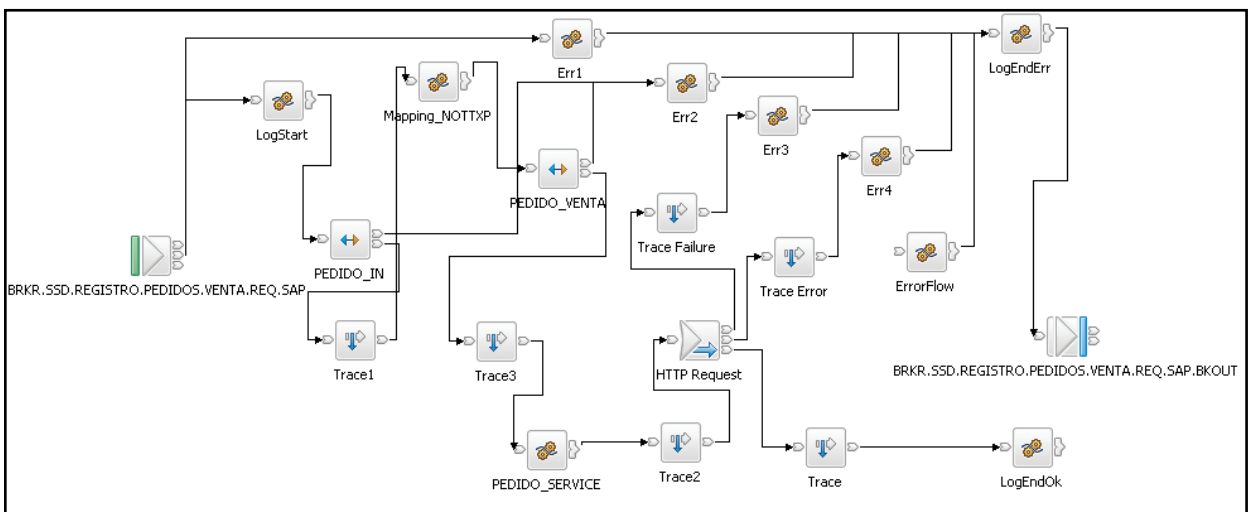 Err1
LogEndErr
LogStart
Mapping_NOTTXP
Err2
Err3
PEDIDO_VENTA
Err4
Trace Failure
PEDIDO_IN
BRKR.SSD.REGISTRO.PEDIDOS.VENTA.REQ.SAP
Trace Error
ErrorFlow
Trace1
Trace3
HTTP Request
BRKR.SSD.REGISTRO.PEDIDOS.VENTA.REQ.SAP.BKOUT
PEDIDO_SERVICE
Trace2
Trace
LogEndOk